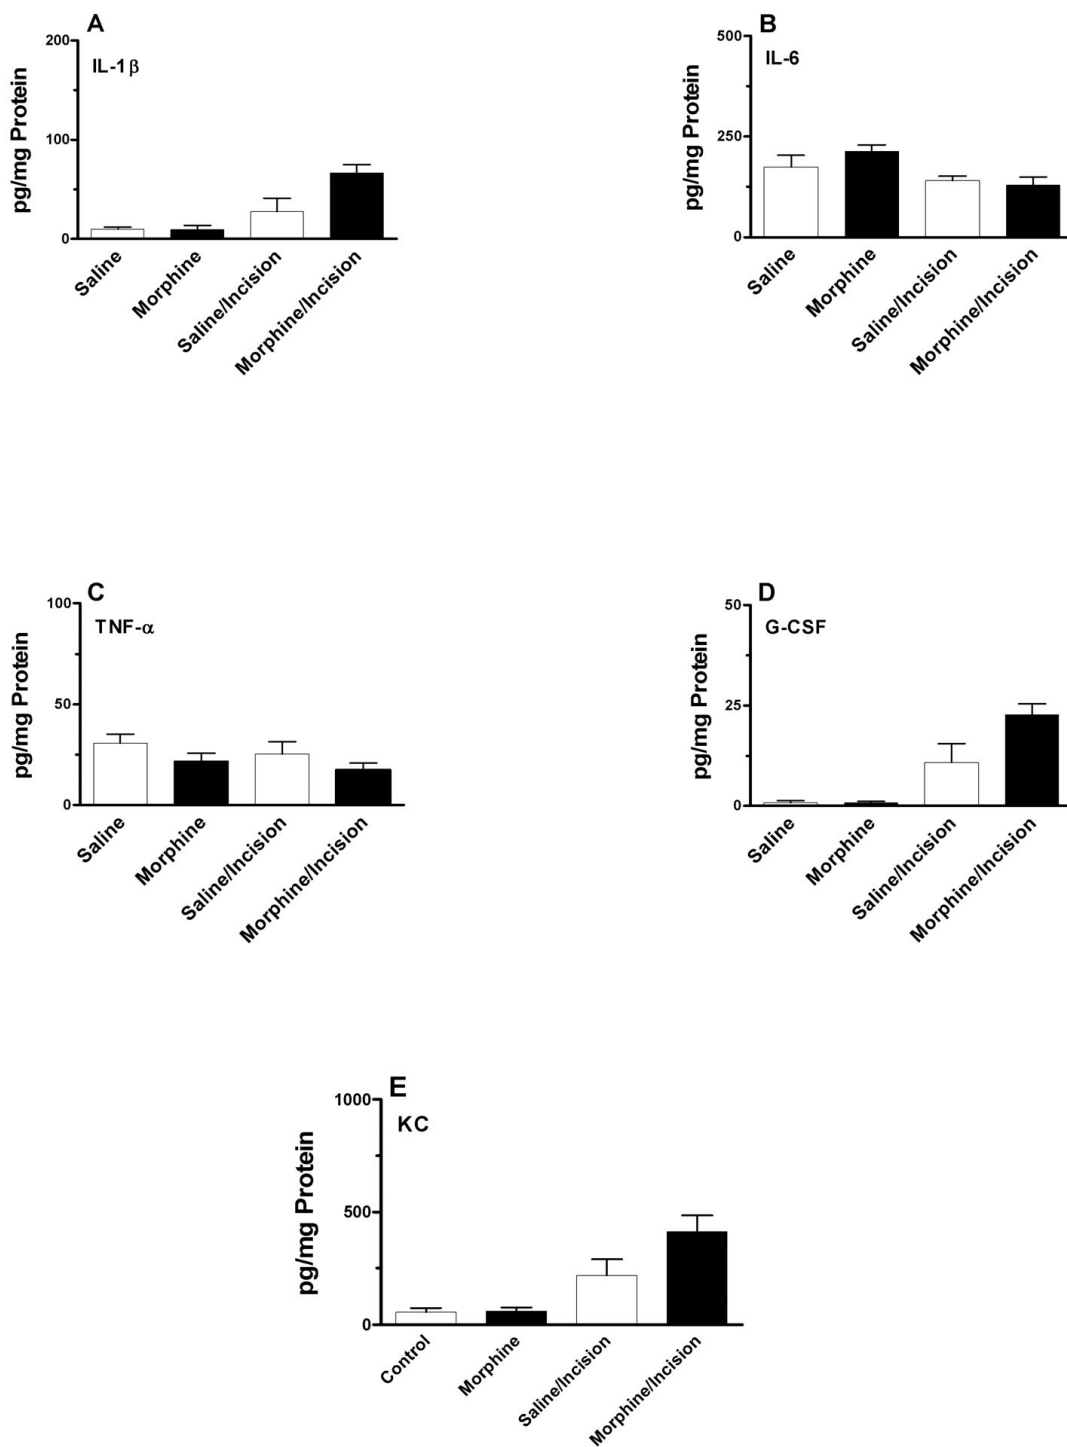 A
IL-1β
pg/mg Protein
200
100
0
Saline
Morphine
Saline/Incision
Morphine/Incision
B
IL-6
pg/mg Protein
500
250
0
Saline
Morphine
Saline/Incision
Morphine/Incision
C
TNF-α
pg/mg Protein
100
50
0
Saline
Morphine
Saline/Incision
Morphine/Incision
D
G-CSF
pg/mg Protein
50
25
0
Saline
Morphine
Saline/Incision
Morphine/Incision
E
KC
pg/mg Protein
1000
500
0
Control
Morphine
Saline/Incision
Morphine/Incision